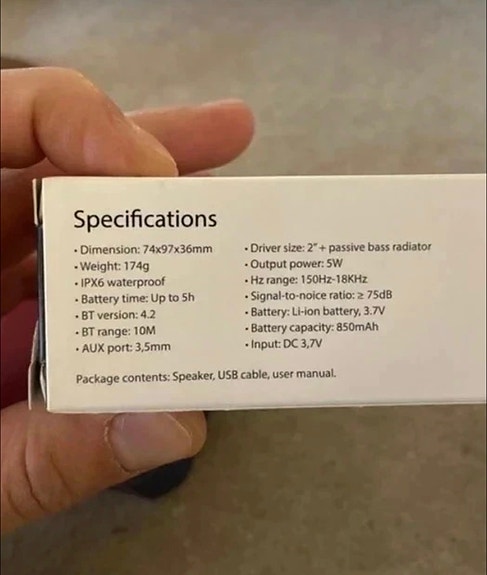 Specifications
• Dimension: 74x97x36mm
• Weight: 174g
• IPX6 waterproof
• Battery time: Up to 5h
• BT version: 4.2
• BT range: 10M
• AUX port: 3,5mm
• Driver size: 2"+ passive bass radiator
• Output power: 5W
• Hz range: 150Hz-18KHz
• Signal-to-noice ratio: ≥ 75dB
• Battery: Li-ion battery, 3.7V
• Battery capacity: 850mAh
• Input: DC 3,7V
Package contents: Speaker, USB cable, user manual.